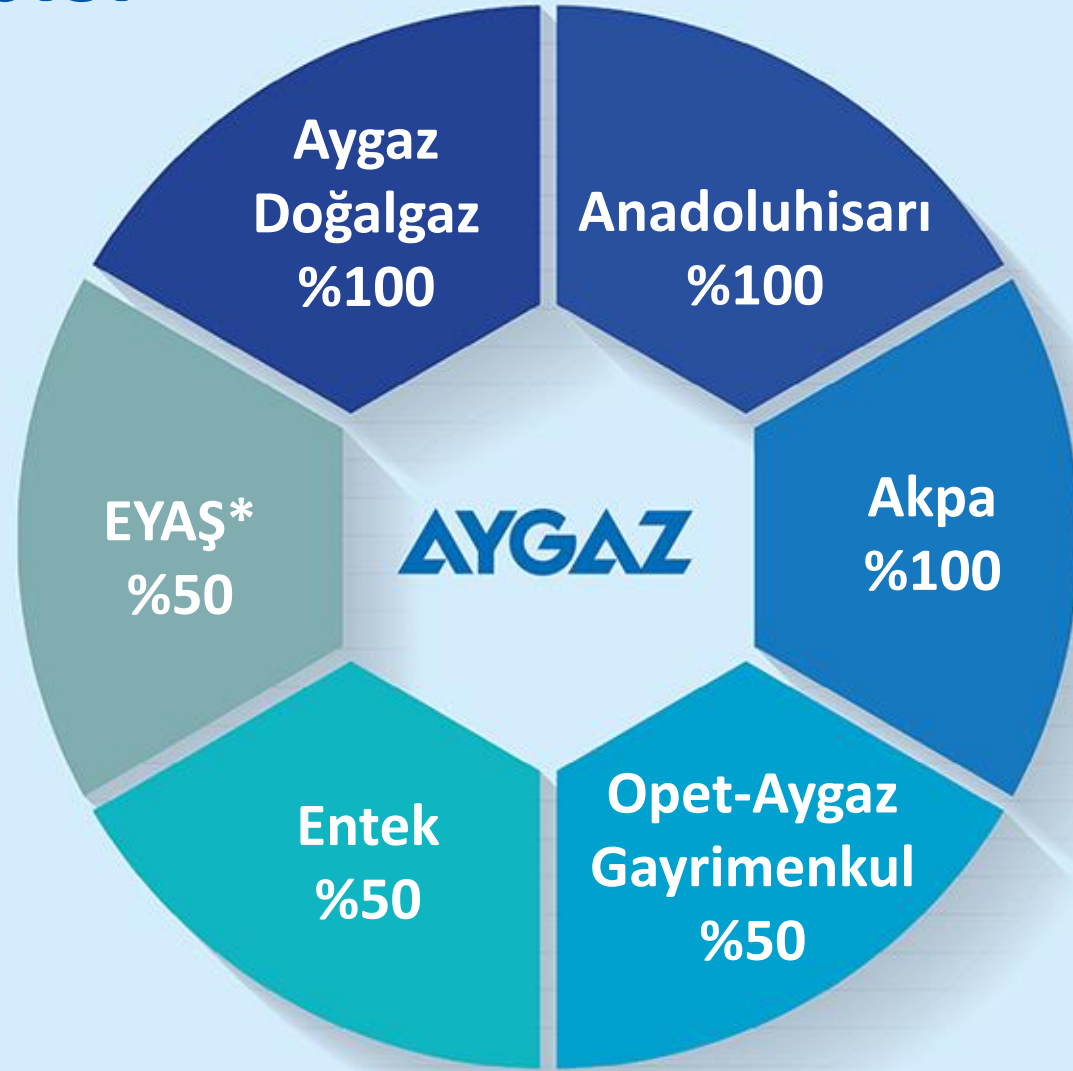 Aygaz
Doğalgaz
%100
Anadoluhisarı
%100
Akpa
%100
Opet-Aygaz
Gayrimenkul
%50
Entek
%50
EYAŞ*
%50
AYGAZ